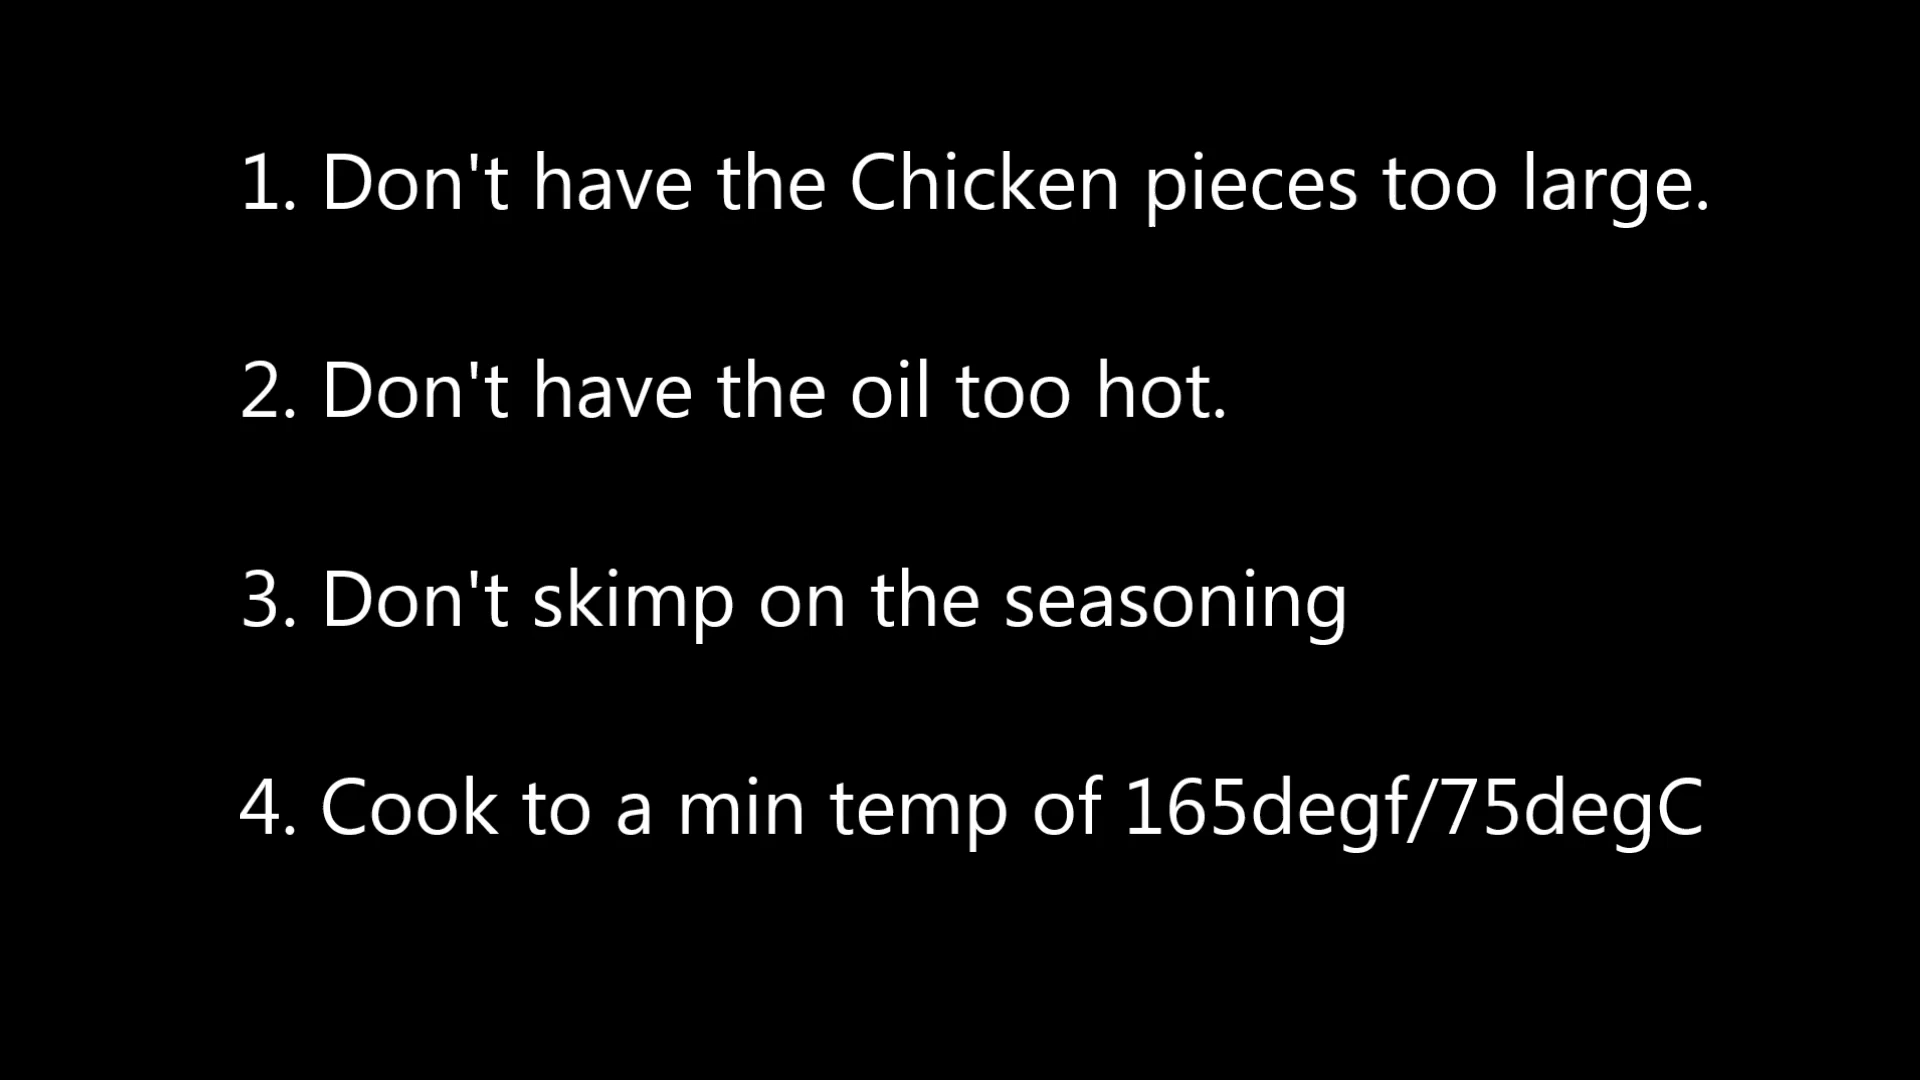 1. Don't have the Chicken pieces too large.
2. Don't have the oil too hot.
3. Don't skimp on the seasoning
4. Cook to a min temp of 165degf/75degC